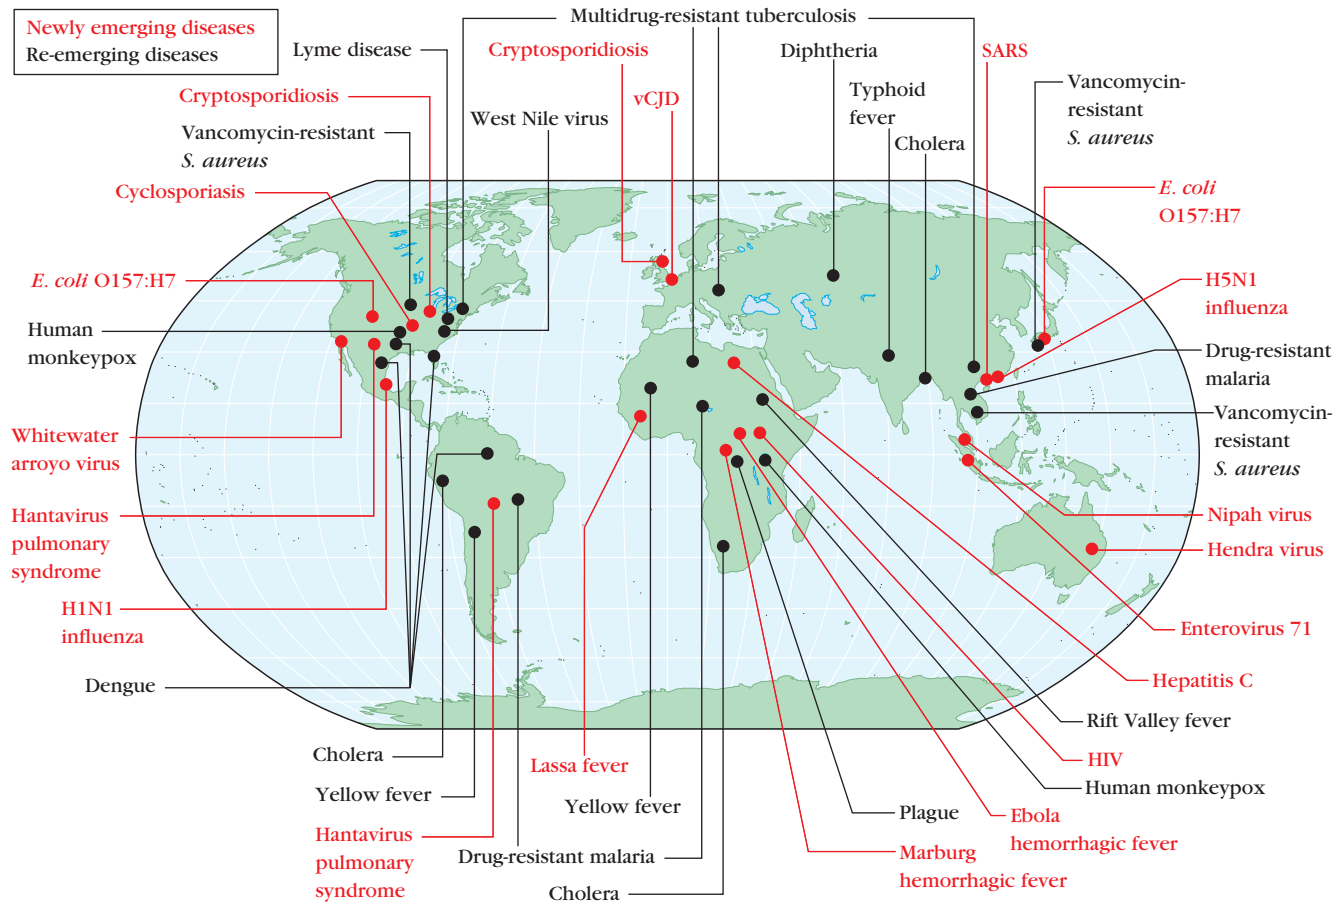 Newly emerging diseases
Re-emerging diseases
Multidrug-resistant tuberculosis
Lyme disease
Cryptosporidiosis
Diphtheria
SARS
Cryptosporidiosis
vCJD
Typhoid
fever
Vancomycin-
resistant
S. aureus
West Nile virus
Vancomycin-resistant
S. aureus
Cholera
Cyclosporiasis
E. coli
O157:H7
E. coli O157:H7
H5N1
influenza
Human
monkeypox
Drug-resistant
malaria
Whitewater
arroyo virus
Vancomycin-
resistant
S. aureus
Hantavirus
pulmonary
syndrome
Nipah virus
Hendra virus
H1N1
influenza
Enterovirus 71
Dengue
Hepatitis C
Rift Valley fever
Cholera
Lassa fever
HIV
Yellow fever
Yellow fever
Human monkeypox
Plague
Ebola
hemorrhagic fever
Hantavirus
pulmonary
syndrome
Drug-resistant malaria
Marburg
hemorrhagic fever
Cholera